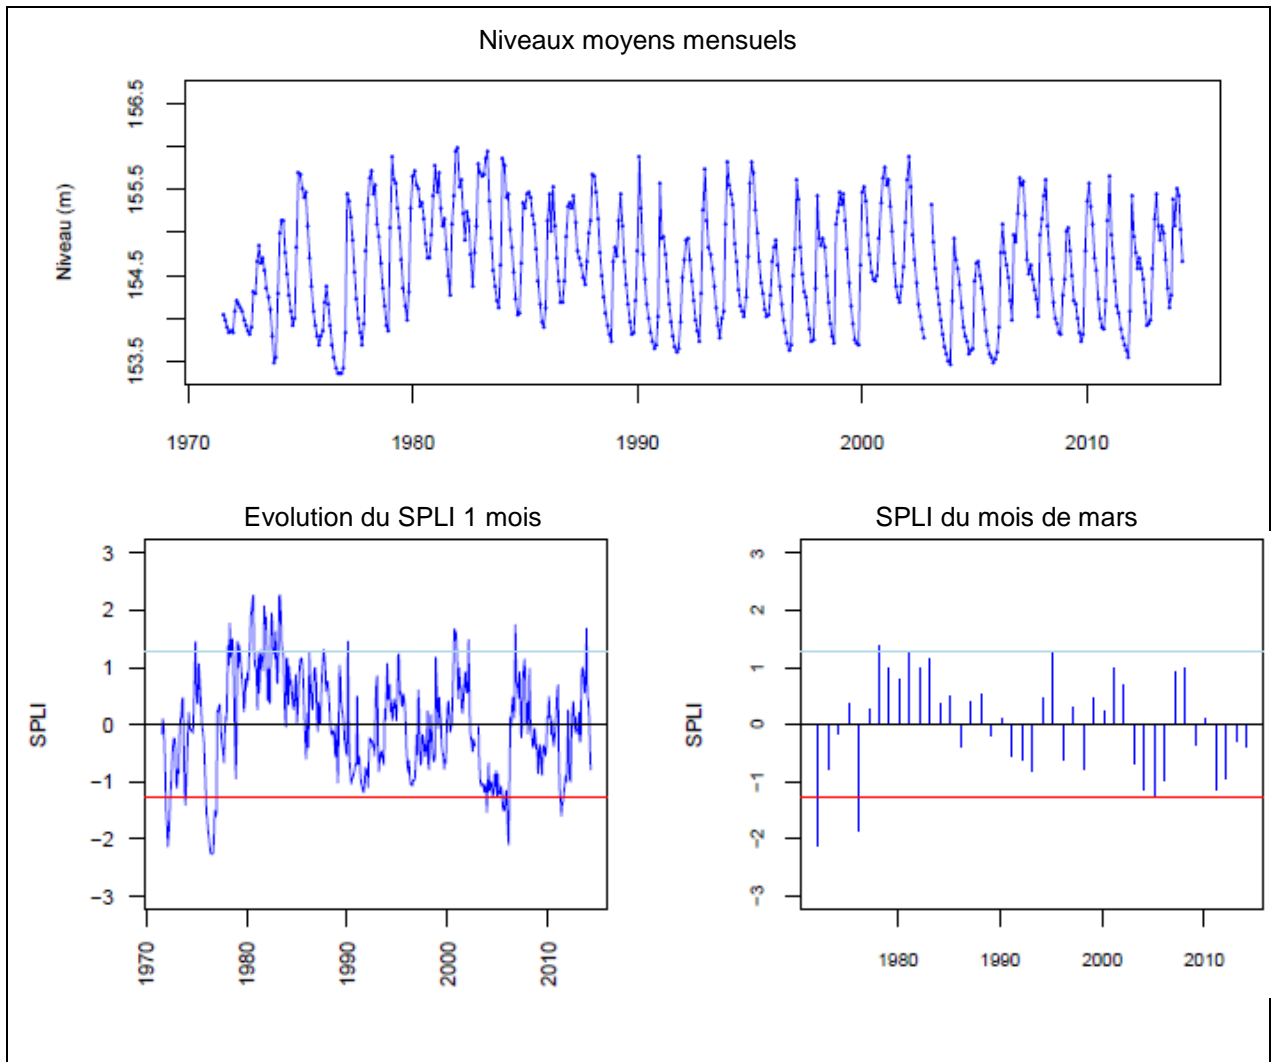 Niveaux moyens mensuels
Niveau (m)
156.5
155.5
154.5
153.5
1970 1980 1990 2000 2010
Evolution du SPLI 1 mois
SPLI
3
2
1
0
−1
−2
−3
1970 1980 1990 2000 2010
SPLI du mois de mars
SPLI
3
2
1
0
−1
−2
−3
1980 1990 2000 2010